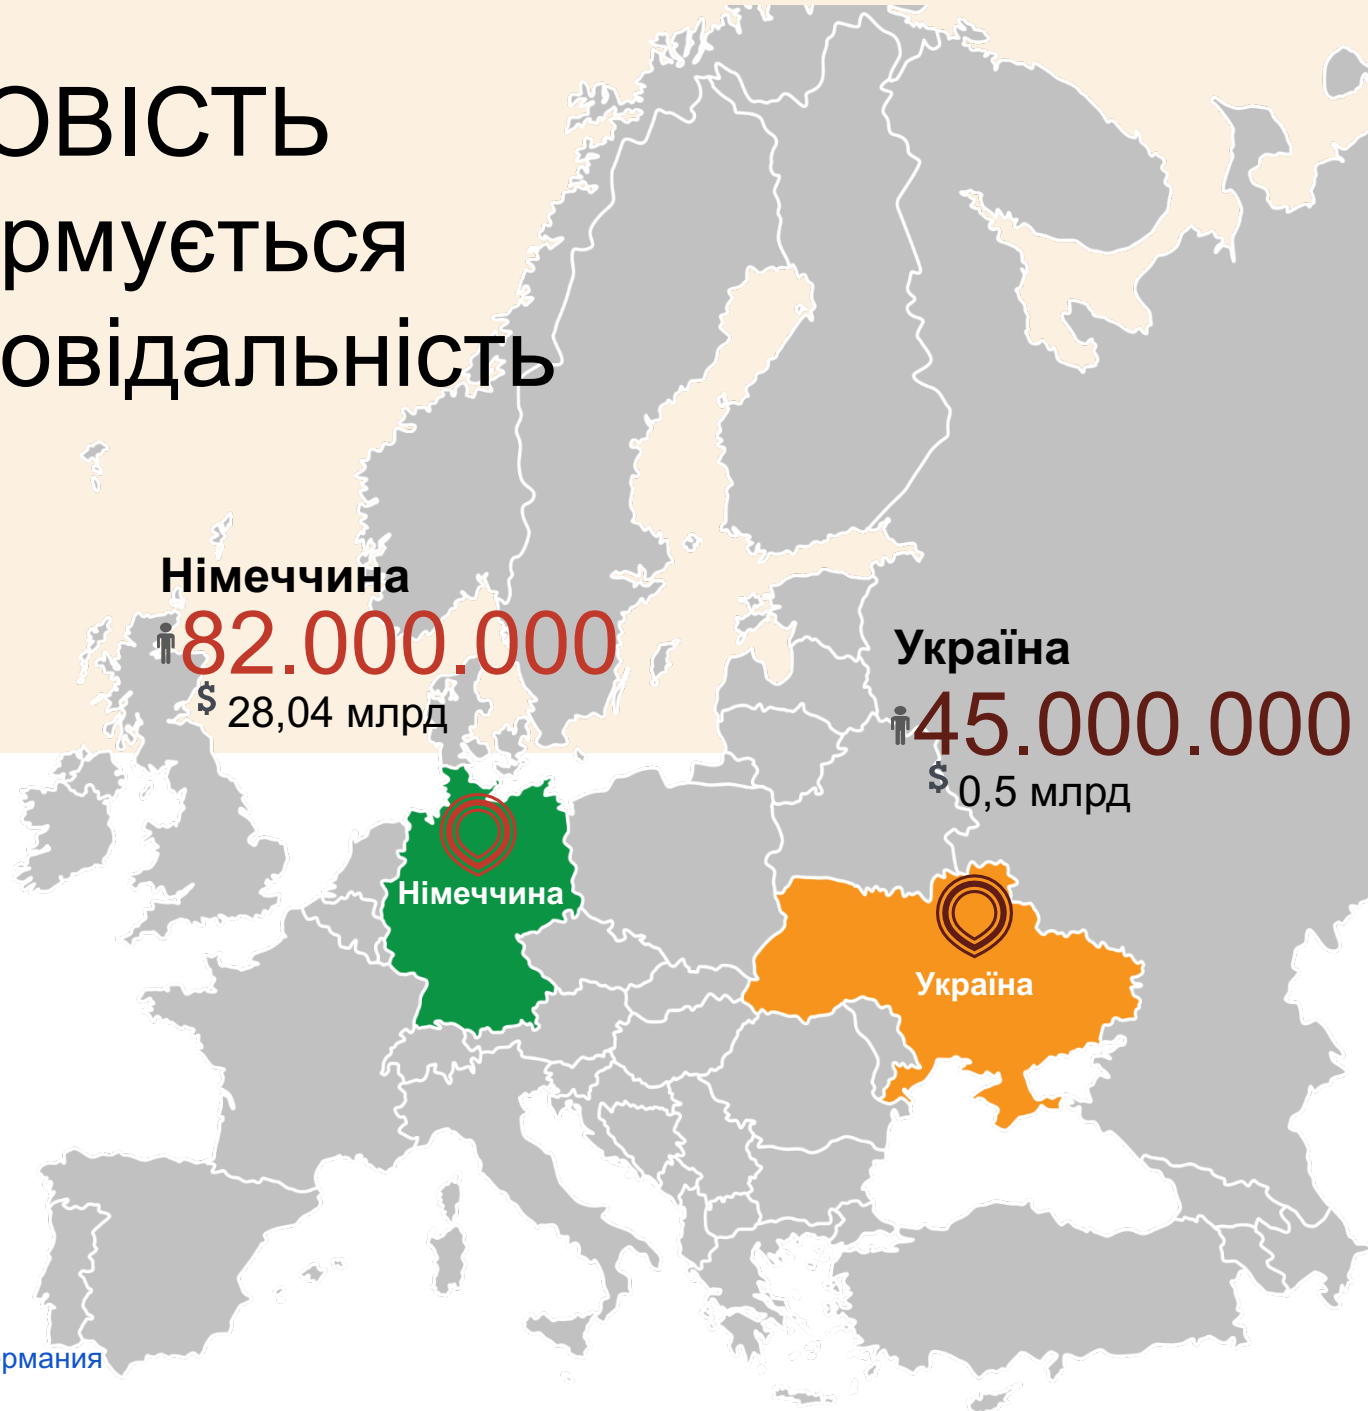 ОВІСТЬ
рмується
овідальність
Німеччина
82.000.000
$ 28,04 млрд
Україна
45.000.000
$ 0,5 млрд
Німеччина
Україна
рмания